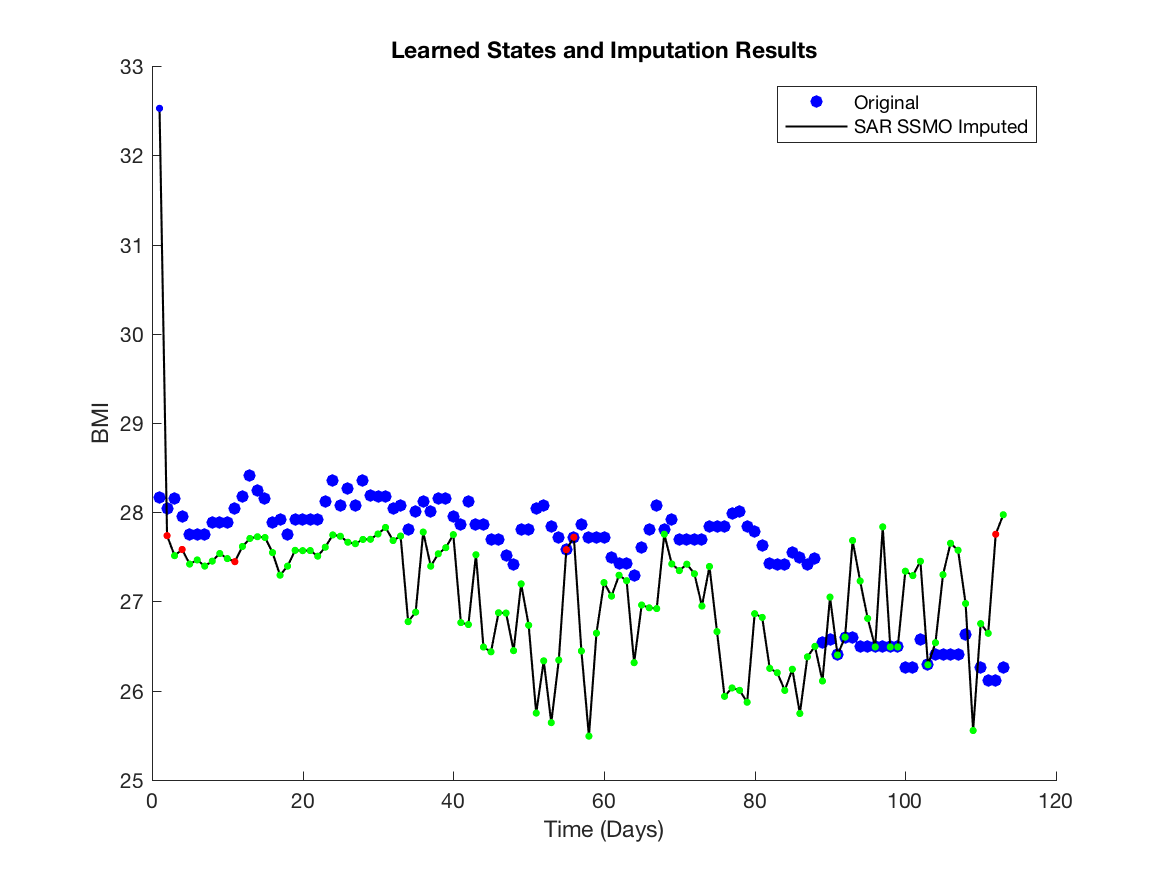 Learned States and Imputation Results
33
32
31
30
29
28
27
26
25
BMI
Original
SAR SSMO Imputed
0 20 40 60 80 100 120
Time (Days)